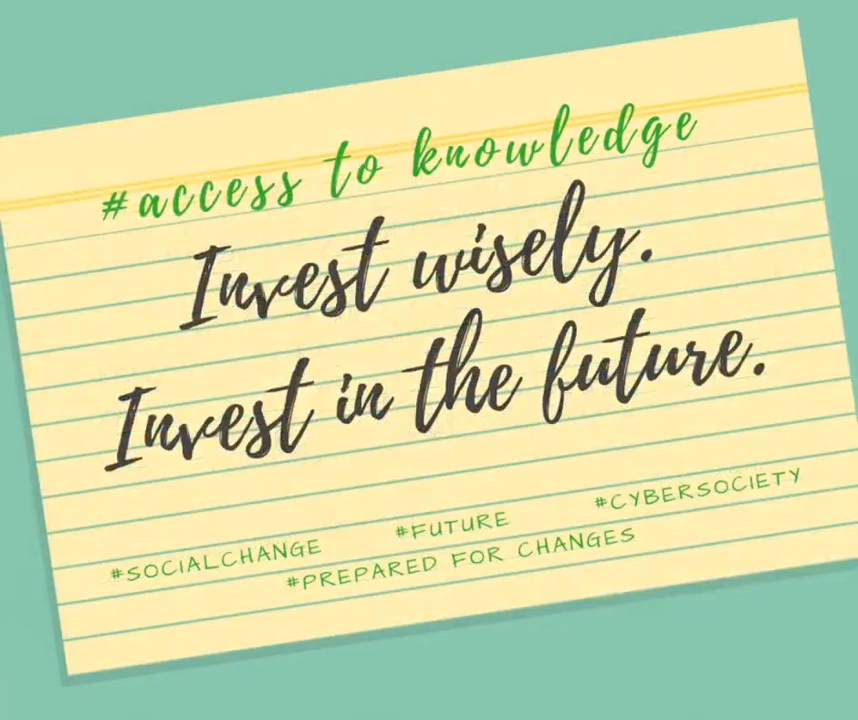 #access to knowledge
Invest wisely.
Invest in the future.
#SOCIALCHANGE #FUTURE #CYBERSOCIETY
#PREPARED FOR CHANGES